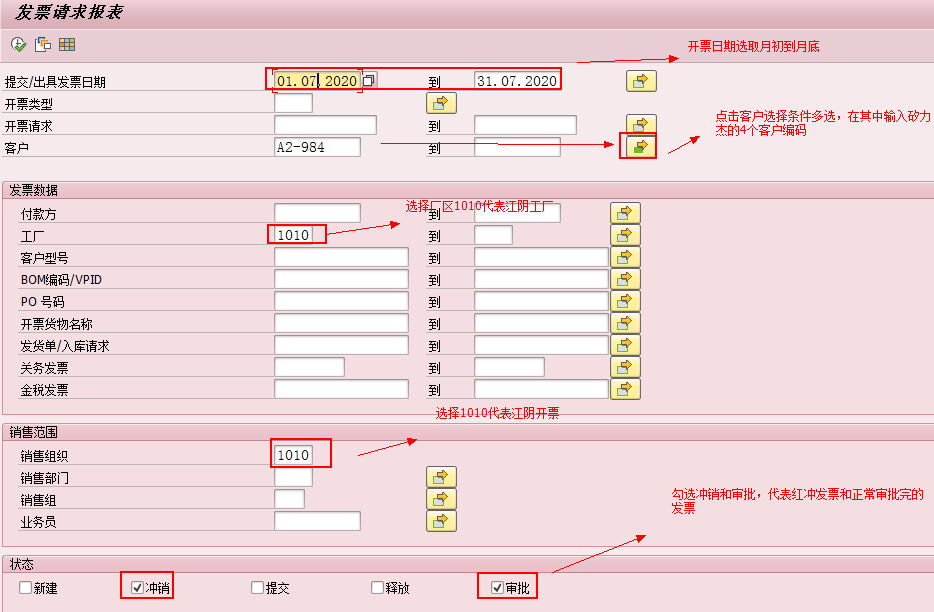 发票请求报表
开票日期选取月初到月底
提交/出具发票日期 01.07.2020 到 31.07.2020
开票类型
开票请求 到
点击客户选择条件多选，在其中输入矽力
杰的4个客户编码
客户 A2-984 到
发票数据
选择厂区1010代表江阴工厂
付款方 到
工厂 1010 到
客户型号 到
BOM编码/VPID 到
PO 号码 到
开票货物名称 到
发货单/入库请求 到
关务发票 到
金税发票 到
选择1010代表江阴开票
销售范围
销售组织 1010
销售部门
销售组
业务员
勾选冲销和审批，代表红冲发票和正常审批完的
发票
状态
新建 冲销 提交 释放 审批